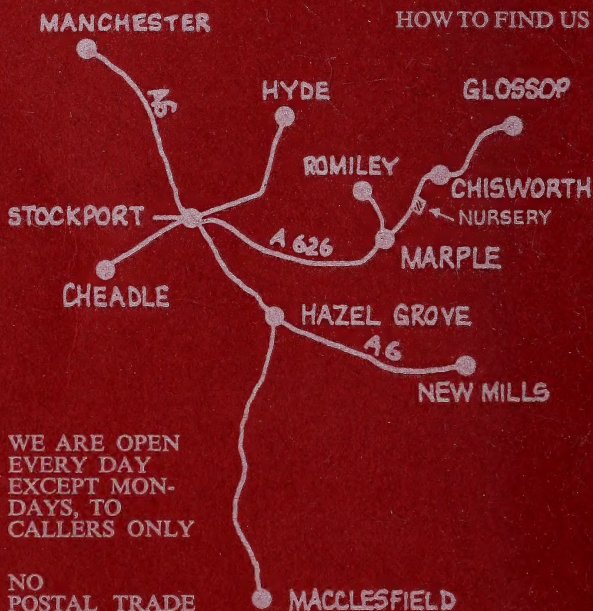 HOW TO FIND US
MANCHESTER
A6
HYDE
GLOSSOP
ROMILEY
CHISWORTH
NURSERY
STOCKPORT
A 626
MARPLE
CHEADLE
HAZEL GROVE
A6
NEW MILLS
WE ARE OPEN
EVERY DAY
EXCEPT MON-
DAYS, TO
CALLERS ONLY
NO
POSTAL TRADE
MACCLESFIELD